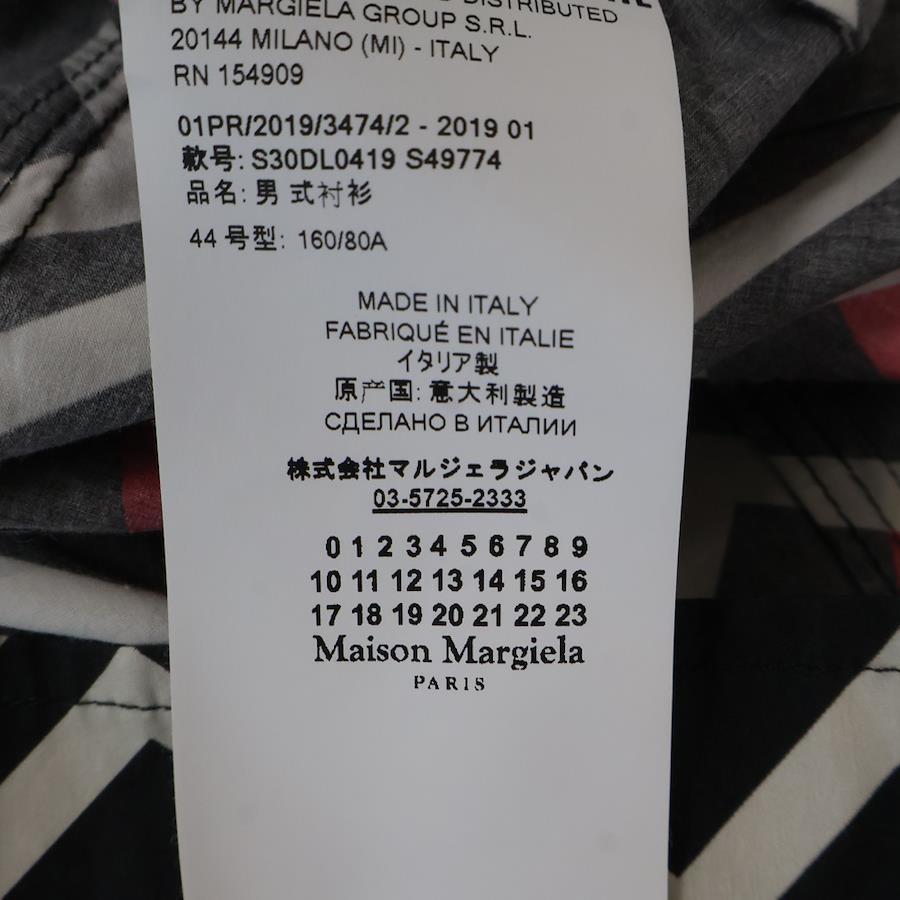 DISTRIBUTED
BY MARGIELA GROUP S.R.L.
20144 MILANO (MI) - ITALY
RN 154909
01PR/2019/3474/2 - 2019 01
款号: S30DL0419 S49774
品名: 男 式衬衫
44 号型: 160/80A
MADE IN ITALY
FABRIQUÉ EN ITALIE
イタリア製
原产国: 意大利製造
СДЕЛАНО В ИТАЛИИ
株式会社マルジェラジャパン
03-5725-2333
0 1 2 3 4 5 6 7 8 9
10 11 12 13 14 15 16
17 18 19 20 21 22 23
Maison Margiela
PARIS